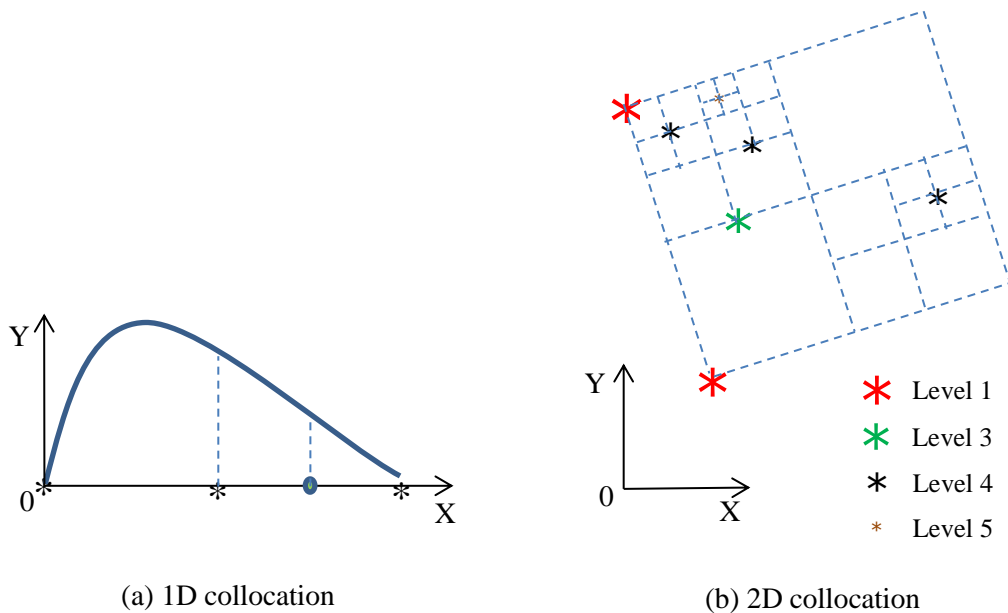 Y
0
X
(a) 1D collocation
Y
0
X
Level 1
Level 3
Level 4
Level 5
(b) 2D collocation